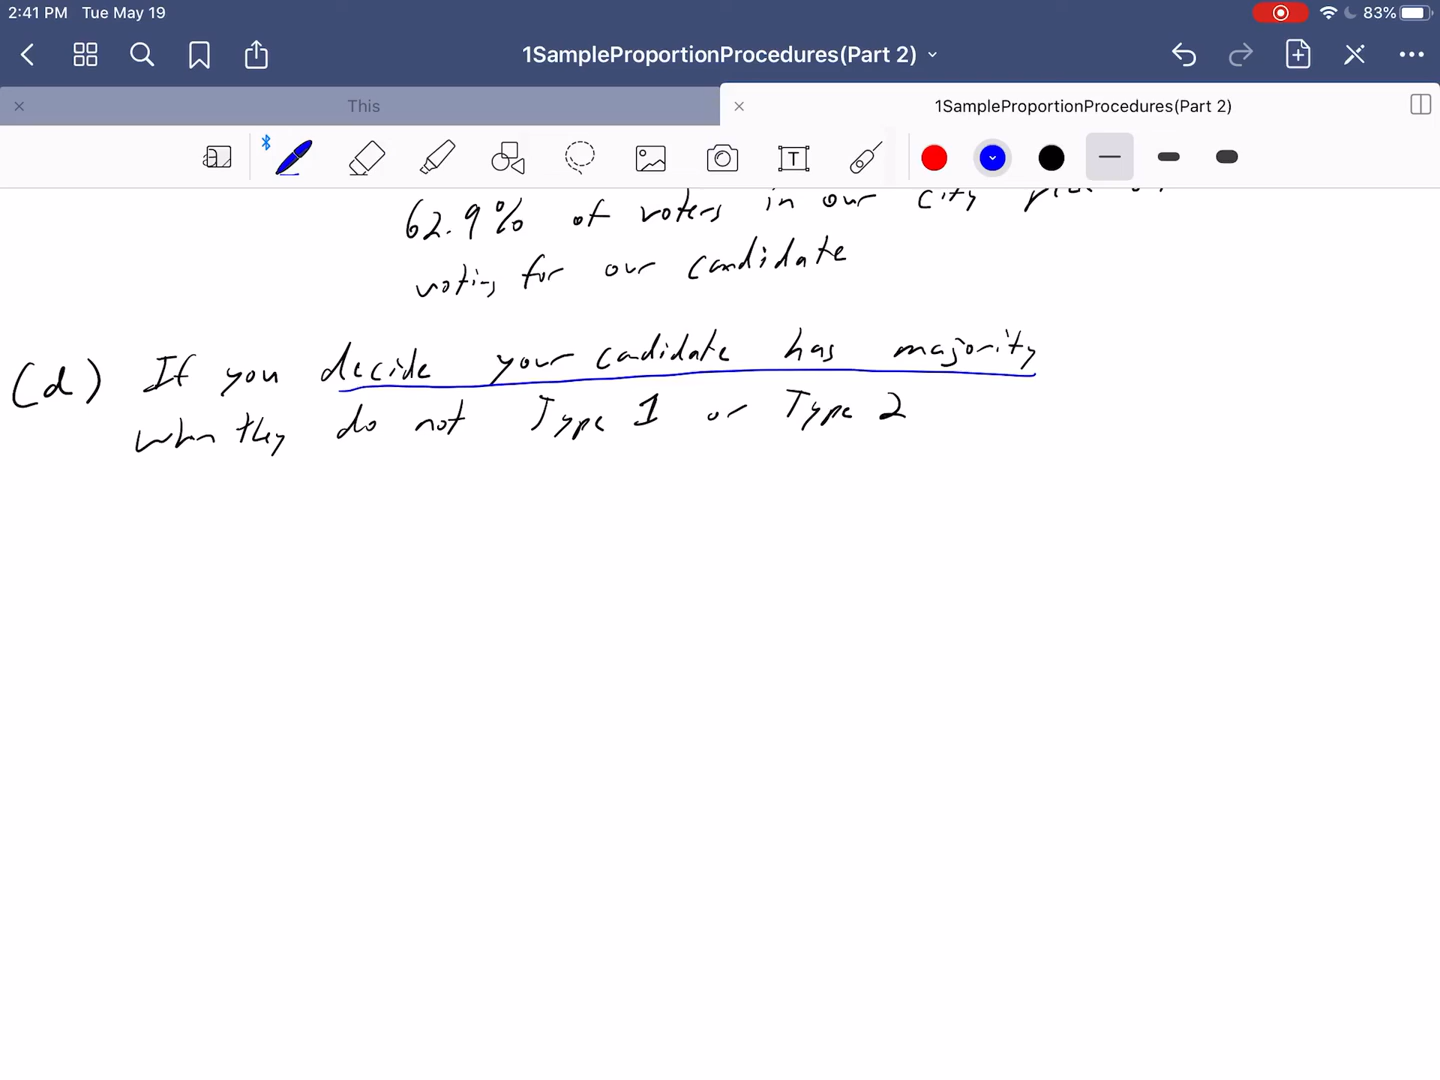 2:41 PM Tue May 19
83%
1SampleProportionProcedures(Part 2)
This
1SampleProportionProcedures(Part 2)
T
62.9% of voters in our city
voting for our candidate
(d) If you decide your candidate has majority
when they do not Type 1 or Type 2